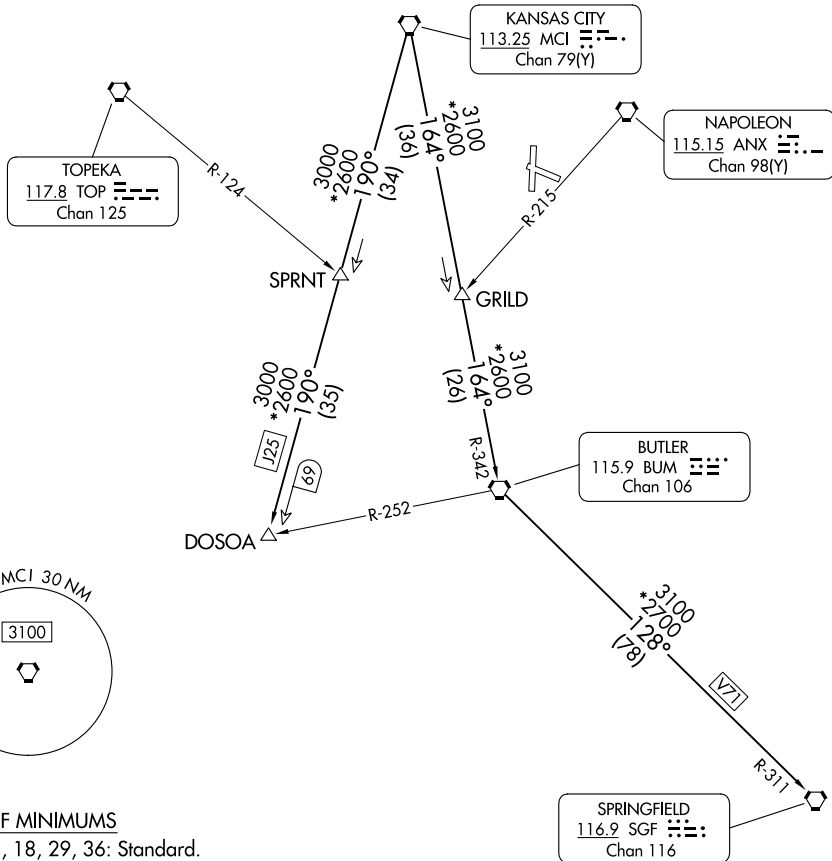 KANSAS CITY
113.25 MCI
Chan 79(Y)
NAPOLEON
115.15 ANX
Chan 98(Y)
TOPEKA
117.8 TOP
Chan 125
R-124
3000
*2600
190°
(34)
3100
*2600
164°
(36)
R-215
SPRNT
GRILD
3000
*2600
190°
(35)
3100
*2600
164°
(26)
J25
69
R-342
BUTLER
115.9 BUM
Chan 106
R-252
DOSOA
MCI 30 NM
3100
3100
*2700
128°
(78)
V71
R-311
SPRINGFIELD
116.9 SGF
Chan 116
F MINIMUMS
, 18, 29, 36: Standard.